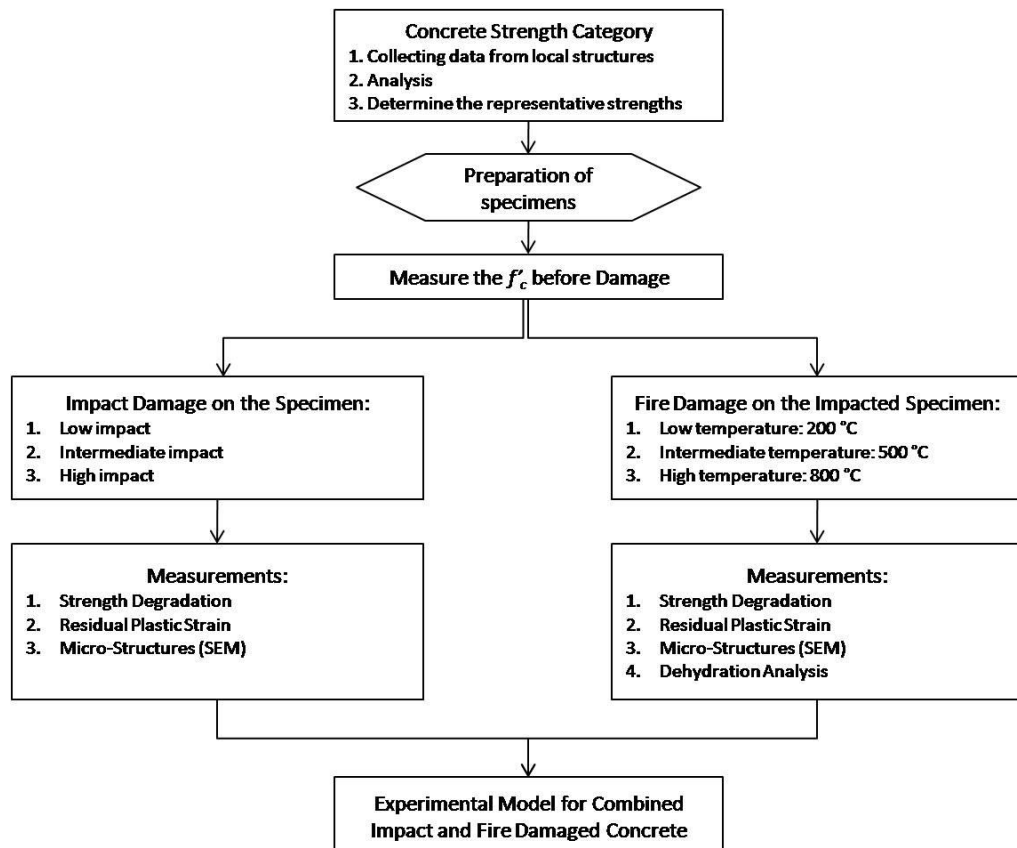 Concrete Strength Category
1. Collecting data from local structures
2. Analysis
3. Determine the representative strengths
Preparation of
specimens
Measure the f′c before Damage
Impact Damage on the Specimen:
1. Low impact
2. Intermediate impact
3. High impact
Fire Damage on the Impacted Specimen:
1. Low temperature: 200 °C
2. Intermediate temperature: 500 °C
3. High temperature: 800 °C
Measurements:
1. Strength Degradation
2. Residual Plastic Strain
3. Micro-Structures (SEM)
Measurements:
1. Strength Degradation
2. Residual Plastic Strain
3. Micro-Structures (SEM)
4. Dehydration Analysis
Experimental Model for Combined
Impact and Fire Damaged Concrete